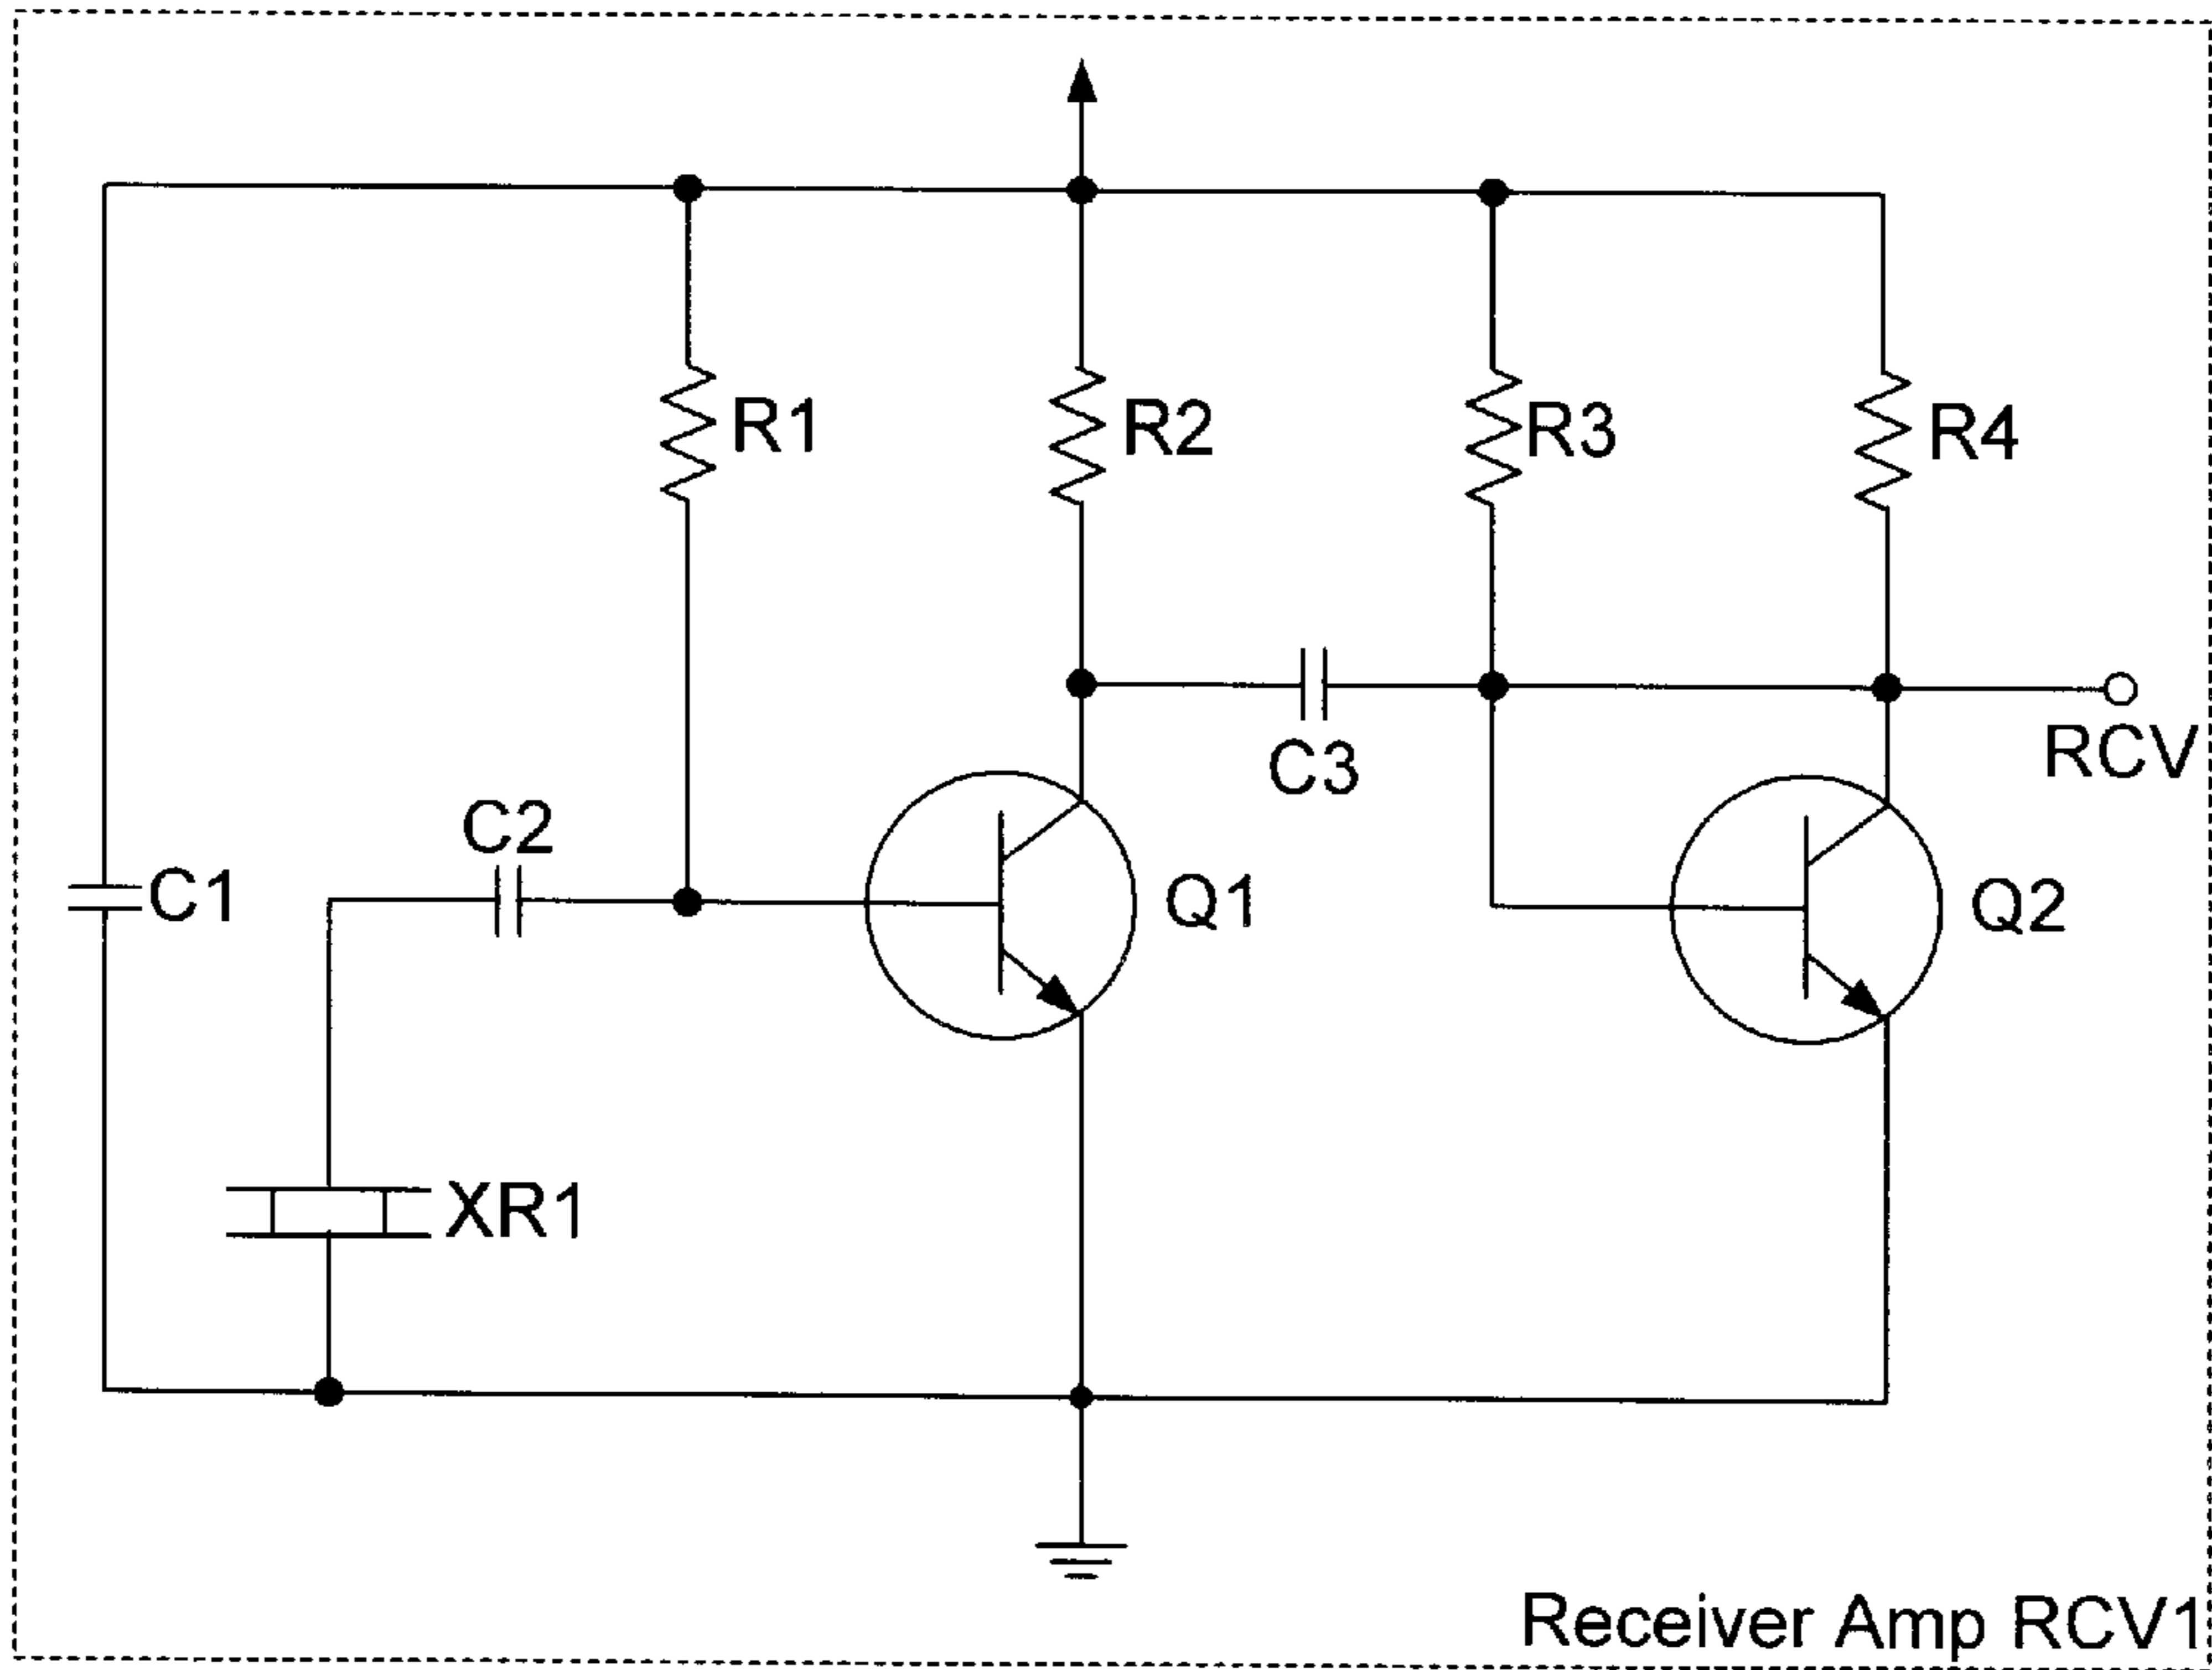 R1
R2
R3
R4
C3
RCV
C2
C1
Q1
Q2
XR1
Receiver Amp RCV1